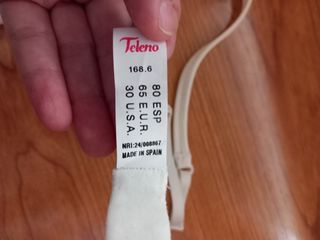 Teleno
168.6
80 ESP
65 E.U.R.
30 U.S.A.
NRI:24/008867
MADE IN SPAIN